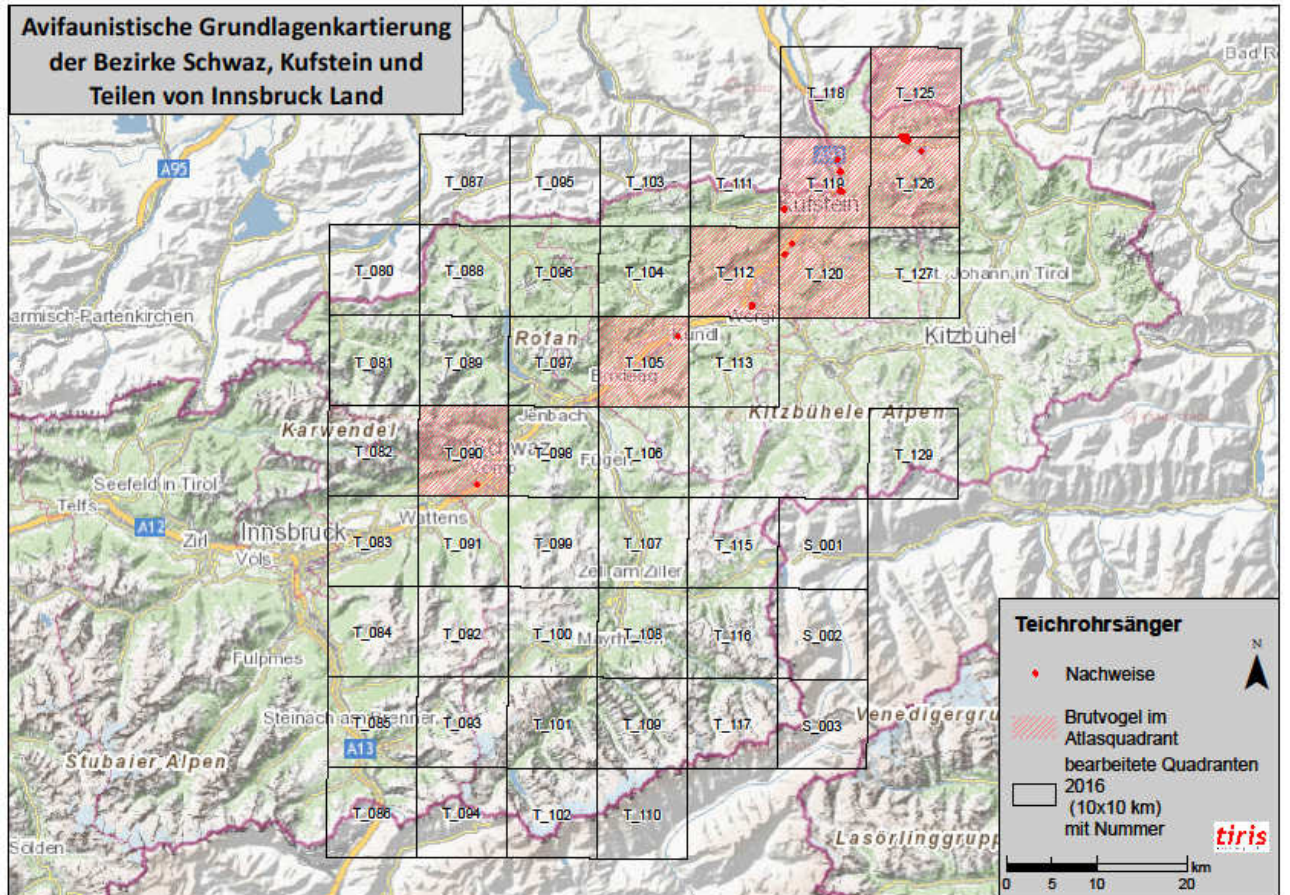 Avifaunistische Grundlagenkartierung
der Bezirke Schwaz, Kufstein und
Teilen von Innsbruck Land
Bad R
T_118
T_125
A95
A93
T_087
T_095
T_103
T_111
T_119
T_126
Kufstein
T_080
T_088
T_096
T_104
T_112
T_120
T_127
t. Johann in Tirol
armisch-Partenkirchen
Wörgl
Kitzbühel
Rofan
Kundl
T_081
T_089
T_097
T_105
T_113
Brixlegg
Jenbach
Kitzbüheler Alpen
Karwendel
Schwaz
T_082
T_090
T_098
T_106
T_129
Vomp
Fügen
Seefeld in Tirol
Telfs
A12
Zirl
Innsbruck
Wattens
Völs
T_083
T_091
T_099
T_107
T_115
S_001
Zell am Ziller
T_084
T_092
T_100
T_108
T_116
S_002
Mayrhofen
Fulpmes
Steinach am Brenner
T_085
T_093
T_101
T_109
T_117
S_003
Venedigergru
A13
Stubaier Alpen
T_086
T_094
T_102
T_110
Sölden
Lasörlinggrupp
Teichrohrsänger
N
Nachweise
Brutvogel im
Atlasquadrant
bearbeitete Quadranten
2016
(10x10 km)
mit Nummer
tiris
km
0 5 10 20